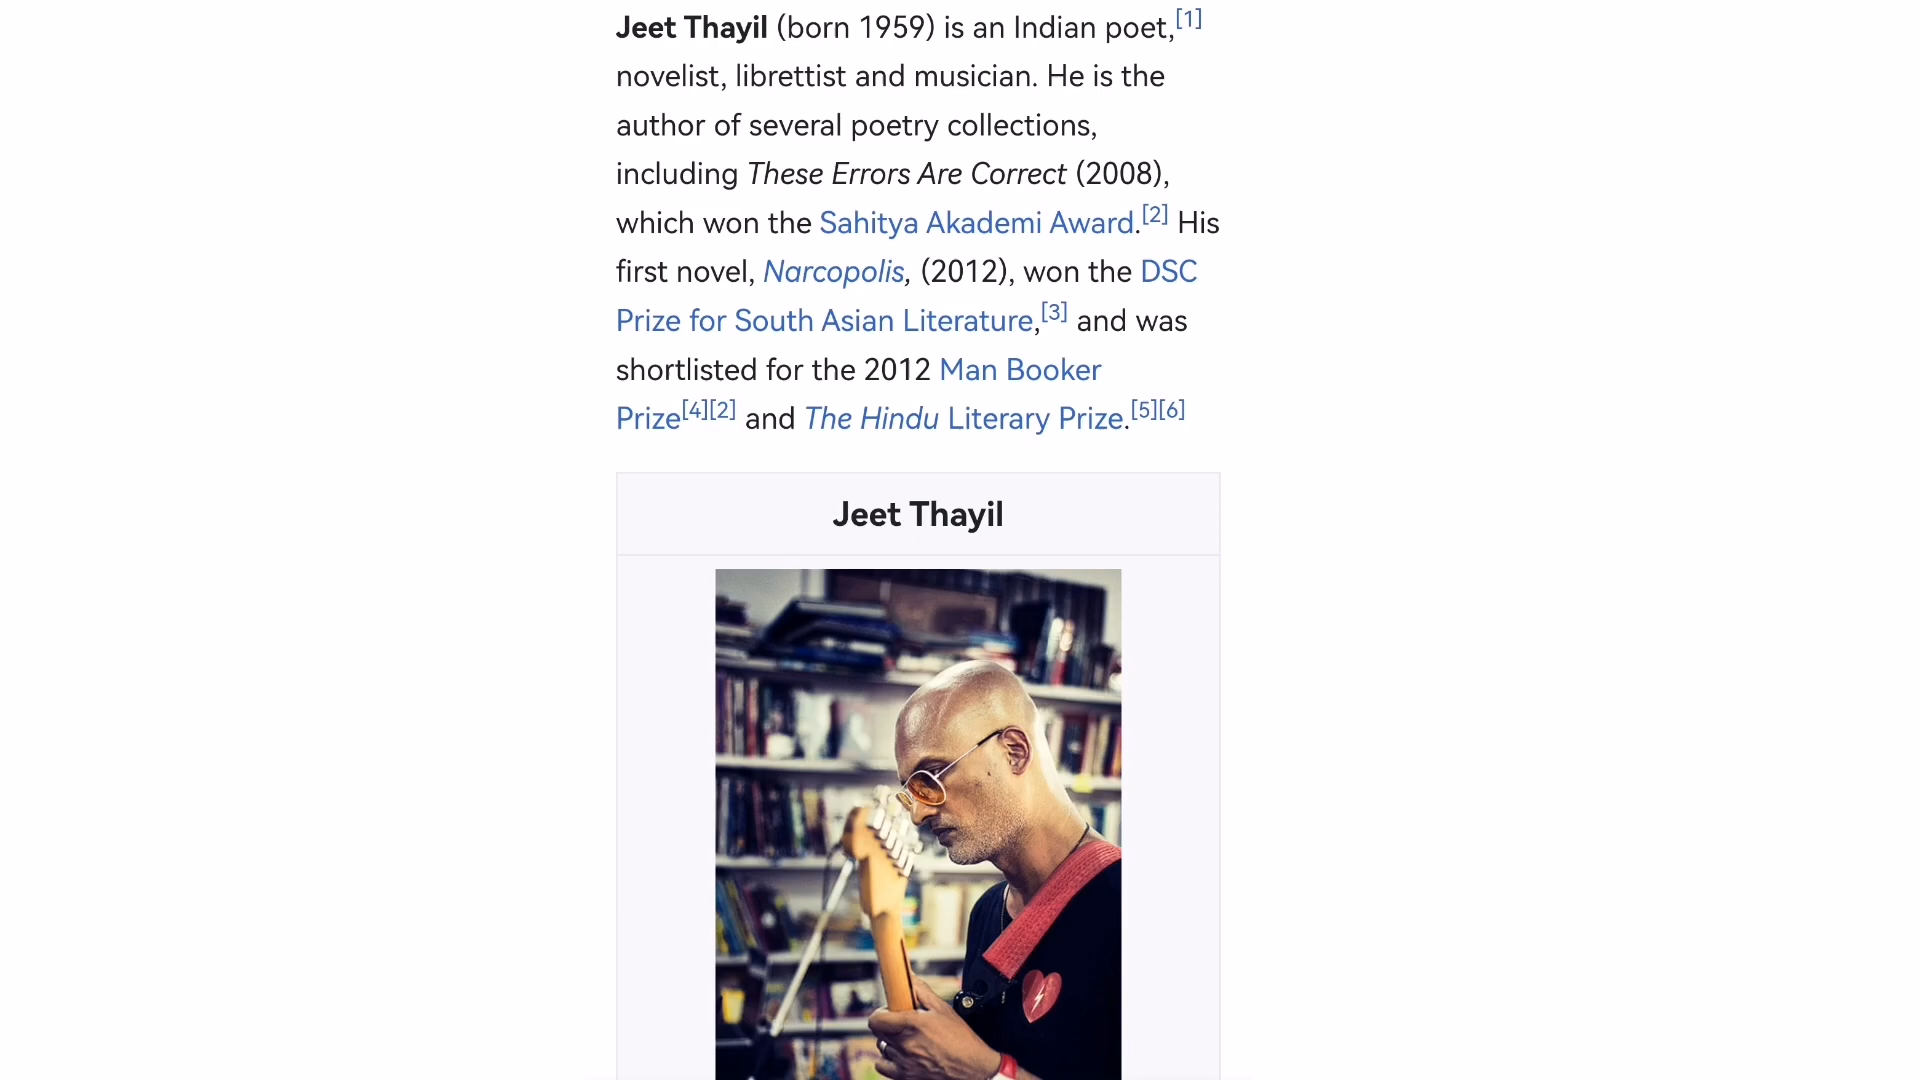 Jeet Thayil (born 1959) is an Indian poet,[1]
novelist, librettist and musician. He is the
author of several poetry collections,
including These Errors Are Correct (2008),
which won the Sahitya Akademi Award.[2] His
first novel, Narcopolis, (2012), won the DSC
Prize for South Asian Literature,[3] and was
shortlisted for the 2012 Man Booker
Prize[4][2] and The Hindu Literary Prize.[5][6]
Jeet Thayil